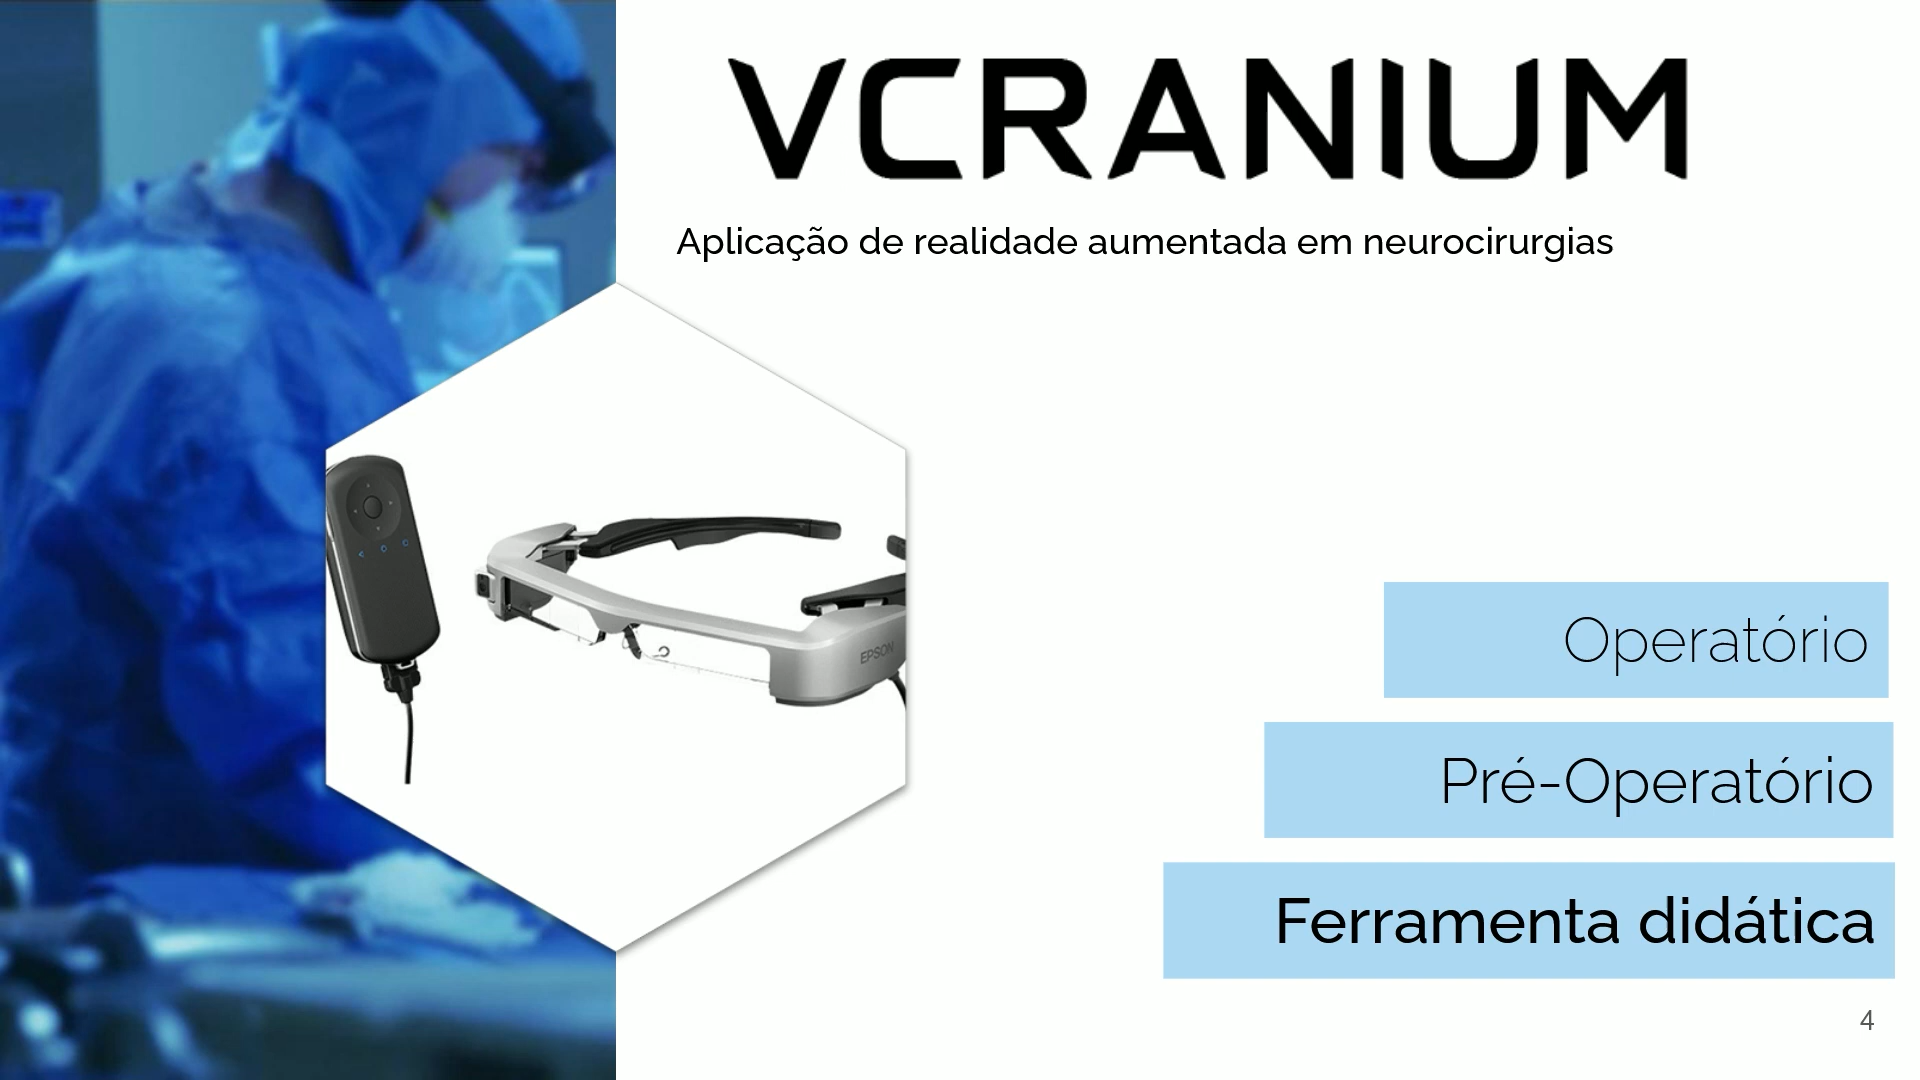 VCRANIUM
Aplicação de realidade aumentada em neurocirurgias
EPSON
Operatório
Pré-Operatório
Ferramenta didática
4